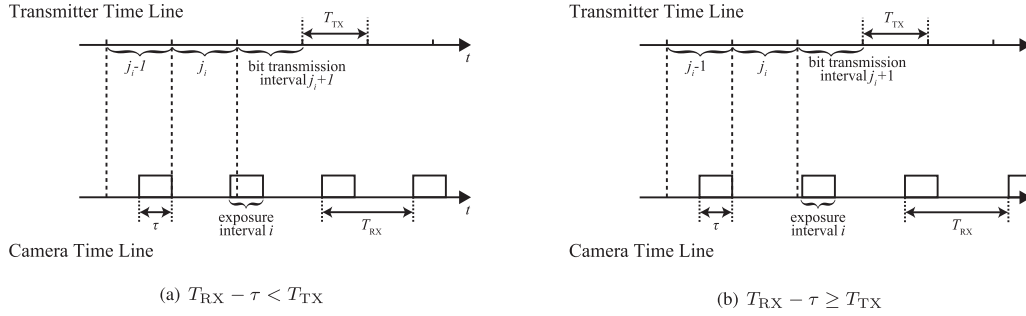 Transmitter Time Line
T_TX
t
j_i-1
j_i
bit transmission
interval j_i+1
τ
exposure
interval i
T_RX
t
Camera Time Line
(a) T_RX − τ < T_TX
Transmitter Time Line
T_TX
t
j_i-1
j_i
bit transmission
interval j_i+1
τ
exposure
interval i
T_RX
t
Camera Time Line
(b) T_RX − τ ≥ T_TX